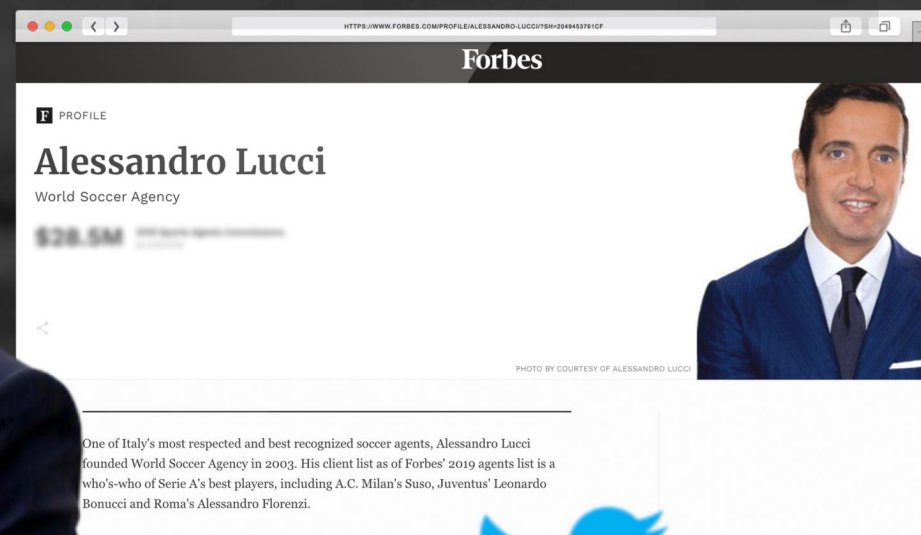 HTTPS://WWW.FORBES.COM/PROFILE/ALESSANDRO-LUCCI/?SH=2049453761CF
Forbes
F PROFILE
Alessandro Lucci
World Soccer Agency
$28.5M
PHOTO BY COURTESY OF ALESSANDRO LUCCI
One of Italy's most respected and best recognized soccer agents, Alessandro Lucci
founded World Soccer Agency in 2003. His client list as of Forbes' 2019 agents list is a
who's-who of Serie A's best players, including A.C. Milan's Suso, Juventus' Leonardo
Bonucci and Roma's Alessandro Florenzi.